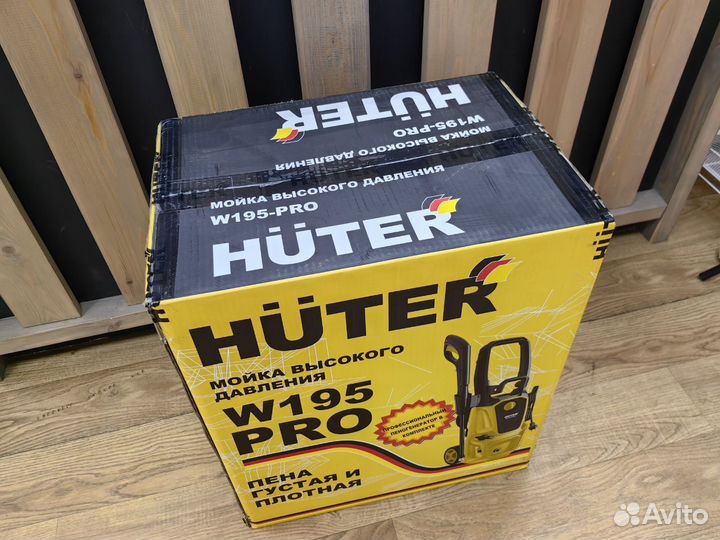 HÜTER
W195-PRO
МОЙКА ВЫСОКОГО ДАВЛЕНИЯ
МОЙКА ВЫСОКОГО ДАВЛЕНИЯ
W195-PRO
HÜTER
HÜTER
МОЙКА ВЫСОКОГО
ДАВЛЕНИЯ
W195
PRO
ПРОФЕССИОНАЛЬНЫЙ
ПЕНОГЕНЕРАТОР В
КОМПЛЕКТЕ
ПЕНА
ГУСТАЯ И
ПЛОТНАЯ
Avito